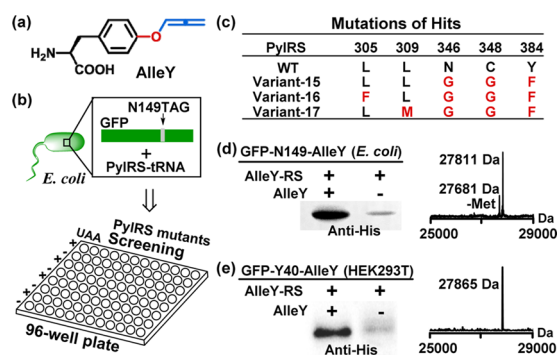 (a)
O
H₂N
COOH
AlleY
(b)
N149TAG
GFP
+
PylRS-tRNA
E. coli
PylRS mutants
Screening
UAA
+
-
+
-
+
-
+
-
96-well plate
(c)
Mutations of Hits
PylRS 305 309 346 348 384
WT L L N C Y
Variant-15 L L G G F
Variant-16 F L G G F
Variant-17 L M G G F
(d) GFP-N149-AlleY (E. coli)
AlleY-RS + +
AlleY + -
Anti-His
27811 Da
27681 Da
-Met
25000 29000
(e) GFP-Y40-AlleY (HEK293T)
AlleY-RS + +
AlleY + -
Anti-His
27865 Da
25000 29000